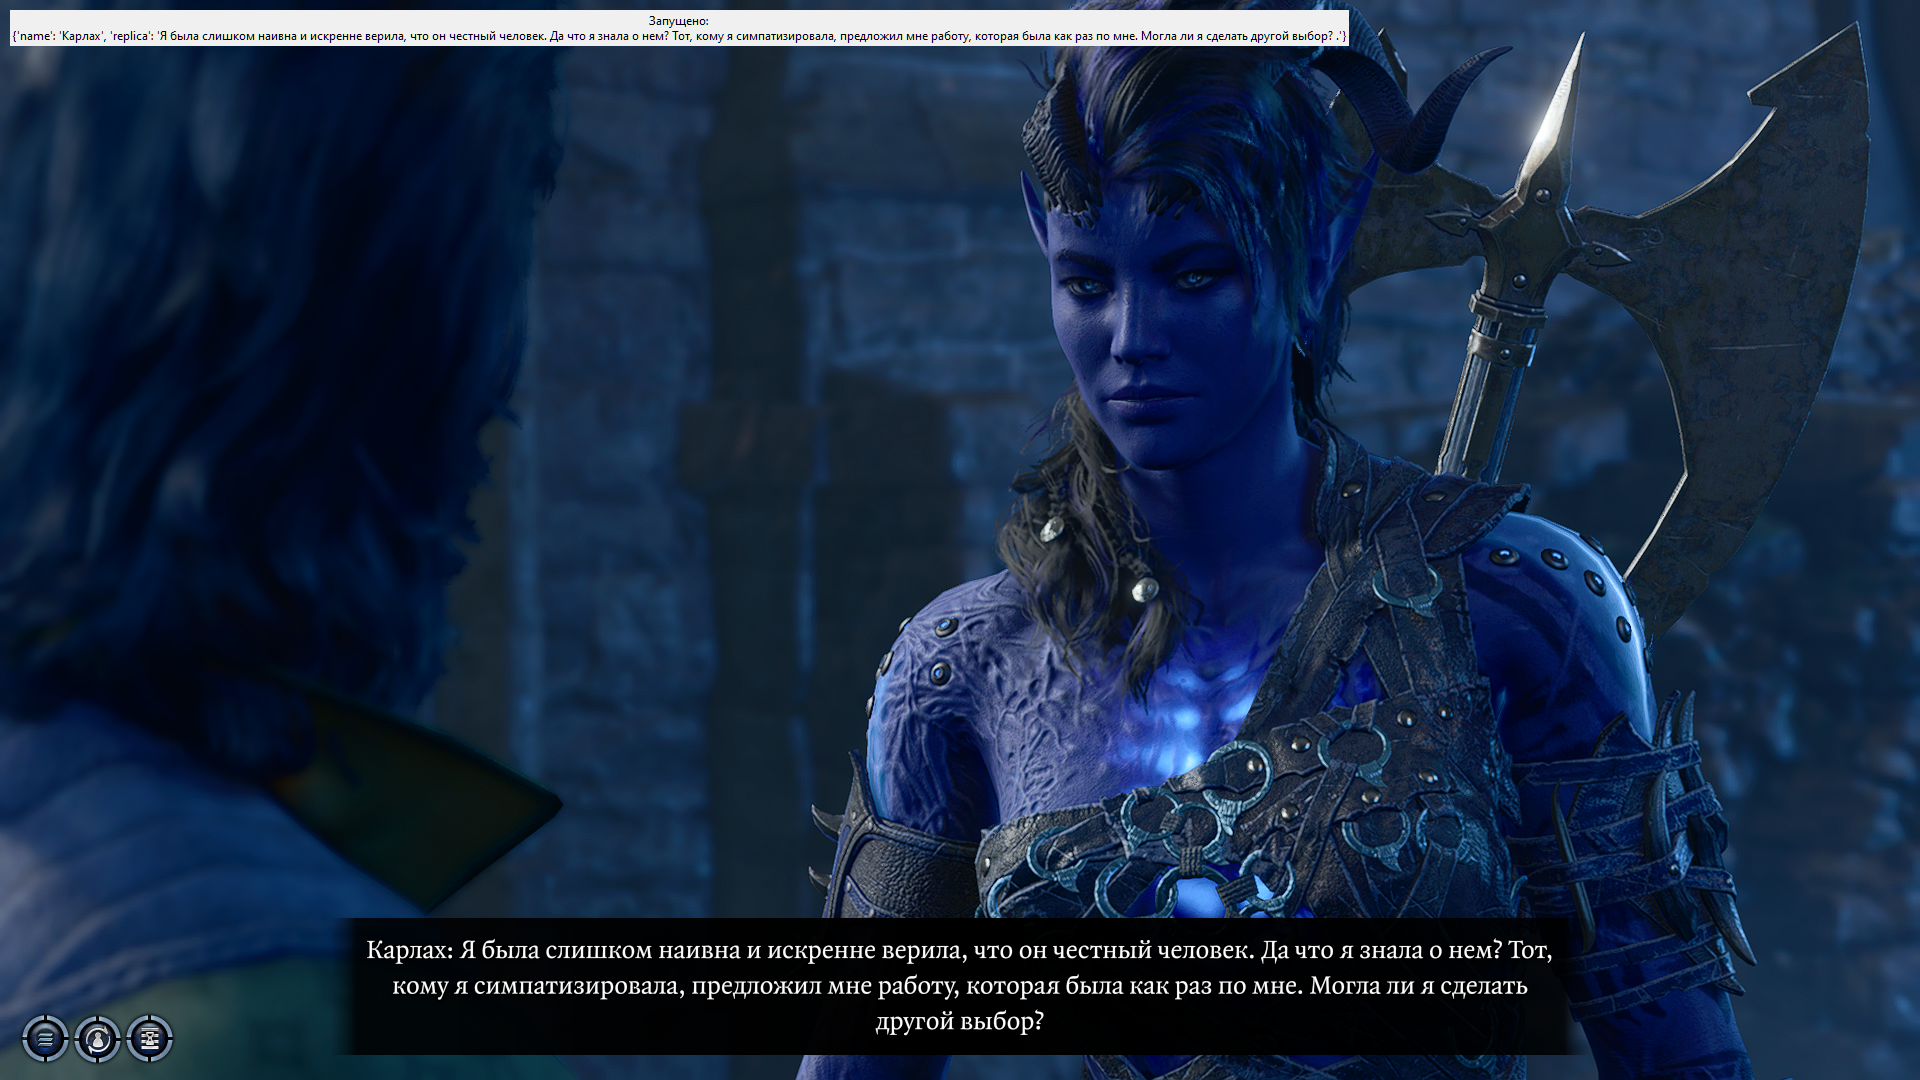 Запущено:
{'name': 'Карлах', 'replica': 'Я была слишком наивна и искренне верила, что он честный человек. Да что я знала о нем? Тот, кому я симпатизировала, предложил мне работу, которая была как раз по мне. Могла ли я сделать другой выбор? .'}
Карлах: Я была слишком наивна и искренне верила, что он честный человек. Да что я знала о нем? Тот,
кому я симпатизировала, предложил мне работу, которая была как раз по мне. Могла ли я сделать
другой выбор?